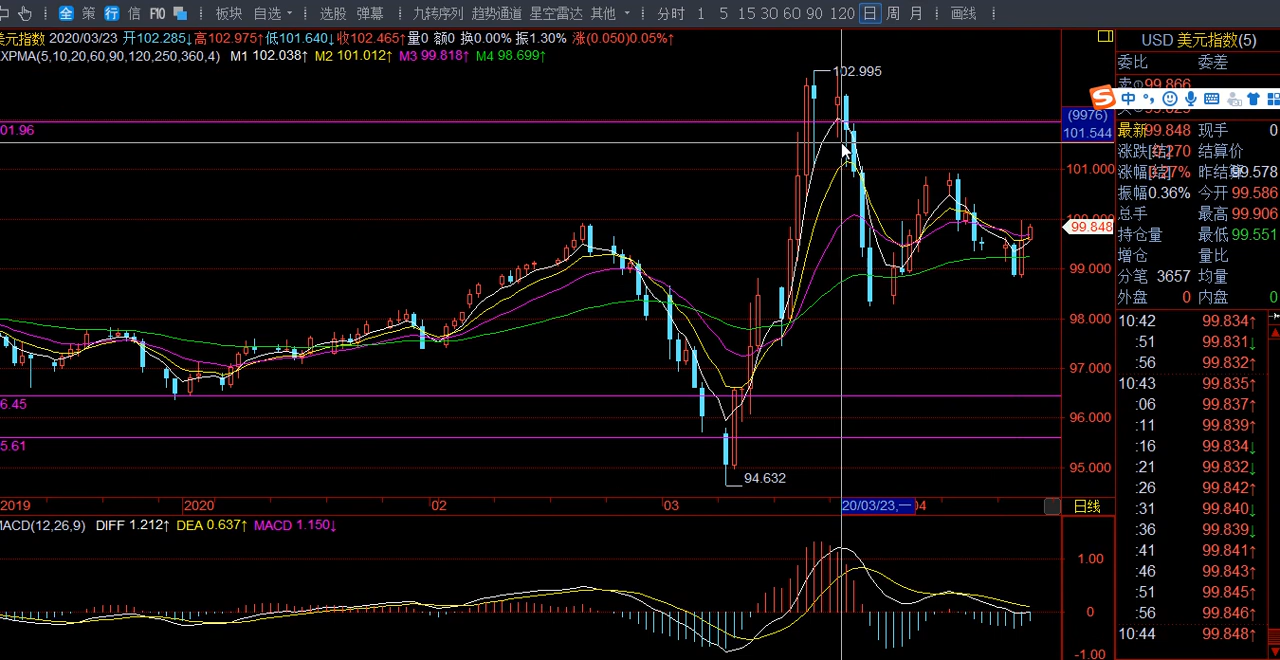 全 策 行 信 F10 板块 自选 选股 弹幕 九转序列 趋势通道 星空雷达 其他 分时 1 5 15 30 60 90 120 日 周 月 画线
美元指数 2020/03/23 开102.285↓高102.975↑低101.640↓收102.465↑量0 额0 换0.00% 振1.30% 涨(0.050)0.05%↑
XPMA(5,10,20,60,90,120,250,360,4) M1 102.038↑ M2 101.012↑ M3 99.818↑ M4 98.699↑
102.995
01.96
(9976)
101.544
101.000
100.000
99.848
99.000
98.000
97.000
6.45
96.000
5.61
95.000
94.632
2019 2020 02 03 20/03/23,一 04 日线
MACD(12,26,9) DIFF 1.212↑ DEA 0.637↑ MACD 1.150↓
1.00
0
-1.00
USD 美元指数(5)
委比 委差
卖 99.866
中
最新 99.848 现手 0
涨跌[结] 结算价
涨幅[结] 昨结算 99.578
振幅 0.36% 今开 99.586
总手 最高 99.906
持仓量 最低 99.551
增仓 量比
分笔 3657 均量
外盘 0 内盘 0
10:42 99.834↑
:51 99.831↓
:56 99.832↑
10:43 99.835↑
:06 99.837↑
:11 99.839↑
:16 99.834↓
:21 99.832↓
:26 99.842↑
:31 99.840↓
:36 99.839↓
:41 99.841↑
:46 99.843↑
:51 99.845↑
:56 99.846↑
10:44 99.848↑